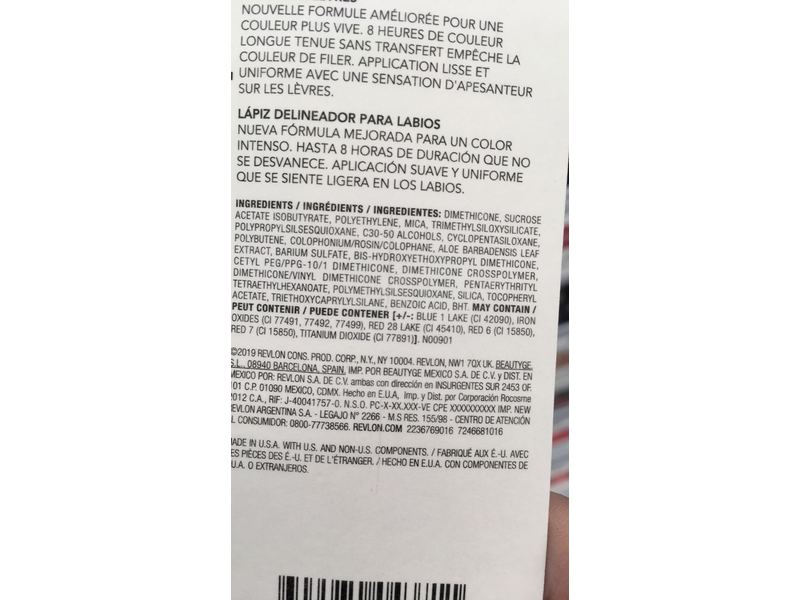 NOUVELLE FORMULE AMÉLIORÉE POUR UNE
COULEUR PLUS VIVE. 8 HEURES DE COULEUR
LONGUE TENUE SANS TRANSFERT EMPÊCHE LA
COULEUR DE FILER. APPLICATION LISSE ET
UNIFORME AVEC UNE SENSATION D'APESANTEUR
SUR LES LÈVRES.
LÁPIZ DELINEADOR PARA LABIOS
NUEVA FÓRMULA MEJORADA PARA UN COLOR
INTENSO. HASTA 8 HORAS DE DURACIÓN QUE NO
SE DESVANECE. APLICACIÓN SUAVE Y UNIFORME
QUE SE SIENTE LIGERA EN LOS LABIOS.
INGREDIENTS / INGRÉDIENTS / INGREDIENTES: DIMETHICONE, SUCROSE
ACETATE ISOBUTYRATE, POLYETHYLENE, MICA, TRIMETHYLSILOXYSILICATE,
POLYPROPYLSILSESQUIOXANE, C30-50 ALCOHOLS, CYCLOPENTASILOXANE,
POLYBUTENE, COLOPHONIUM/ROSIN/COLOPHANE, ALOE BARBADENSIS LEAF
EXTRACT, BARIUM SULFATE, BIS-HYDROXYETHOXYPROPYL DIMETHICONE,
CETYL PEG/PPG-10/1 DIMETHICONE, DIMETHICONE CROSSPOLYMER,
DIMETHICONE/VINYL DIMETHICONE CROSSPOLYMER, PENTAERYTHRITYL
TETRAETHYLHEXANOATE, POLYMETHYLSILSESQUIOXANE, SILICA, TOCOPHERYL
ACETATE, TRIETHOXYCAPRYLYLSILANE, BENZOIC ACID, BHT. MAY CONTAIN /
PEUT CONTENIR / PUEDE CONTENER [+/-: BLUE 1 LAKE (CI 42090), IRON
OXIDES (CI 77491, 77492, 77499), RED 28 LAKE (CI 45410), RED 6 (CI 15850),
RED 7 (CI 15850), TITANIUM DIOXIDE (CI 77891)]. N00901
©2019 REVLON CONS. PROD. CORP., N.Y., NY 10004. REVLON, NW1 7QX UK. BEAUTYGE,
S.L., 08940 BARCELONA, SPAIN. IMP. POR BEAUTYGE MEXICO S.A. DE C.V. y DIST. EN
MEXICO POR: REVLON S.A. DE C.V. ambas con dirección en INSURGENTES SUR 2453 OF.
101 C.P. 01090 MEXICO, CDMX. Hecho en E.U.A, Imp. y Dist. por Corporación Rocosme
2012 C.A., RIF: J-40041757-0. N.S.O. PC-X-XX.XXX-VE CPE XXXXXXXXXX IMP. NEW
REVLON ARGENTINA S.A. - LEGAJO N° 2266 - M.S RES. 155/98 - CENTRO DE ATENCIÓN
L CONSUMIDOR: 0800-77738566. REVLON.COM 2236769016 7246681016
MADE IN U.S.A. WITH U.S. AND NON-U.S. COMPONENTS. / FABRIQUÉ AUX É.-U. AVEC
ES PIÈCES DES É.-U. ET DE L'ÉTRANGER. / HECHO EN E.U.A. CON COMPONENTES DE
U.A. O EXTRANJEROS.